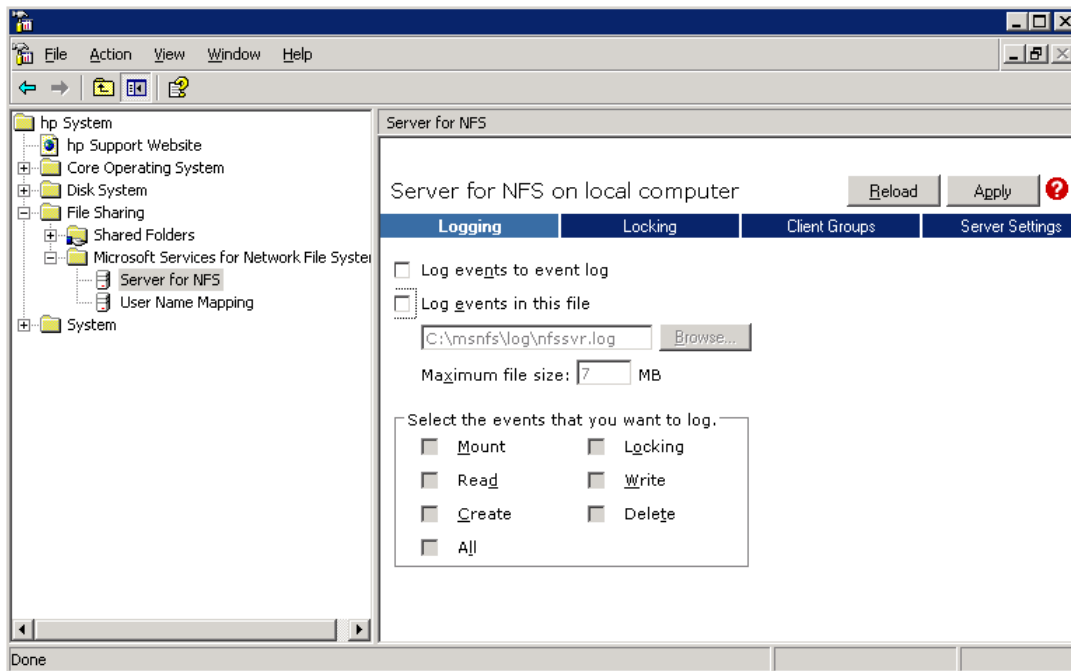 File Action View Window Help
hp System
hp Support Website
Core Operating System
Disk System
File Sharing
Shared Folders
Microsoft Services for Network File Syste
Server for NFS
User Name Mapping
System
Server for NFS
Server for NFS on local computer Reload Apply ?
Logging Locking Client Groups Server Settings
Log events to event log
Log events in this file
C:\msnfs\log\nfssvr.log Browse...
Maximum file size: 7 MB
Select the events that you want to log.
Mount Locking
Read Write
Create Delete
All
Done